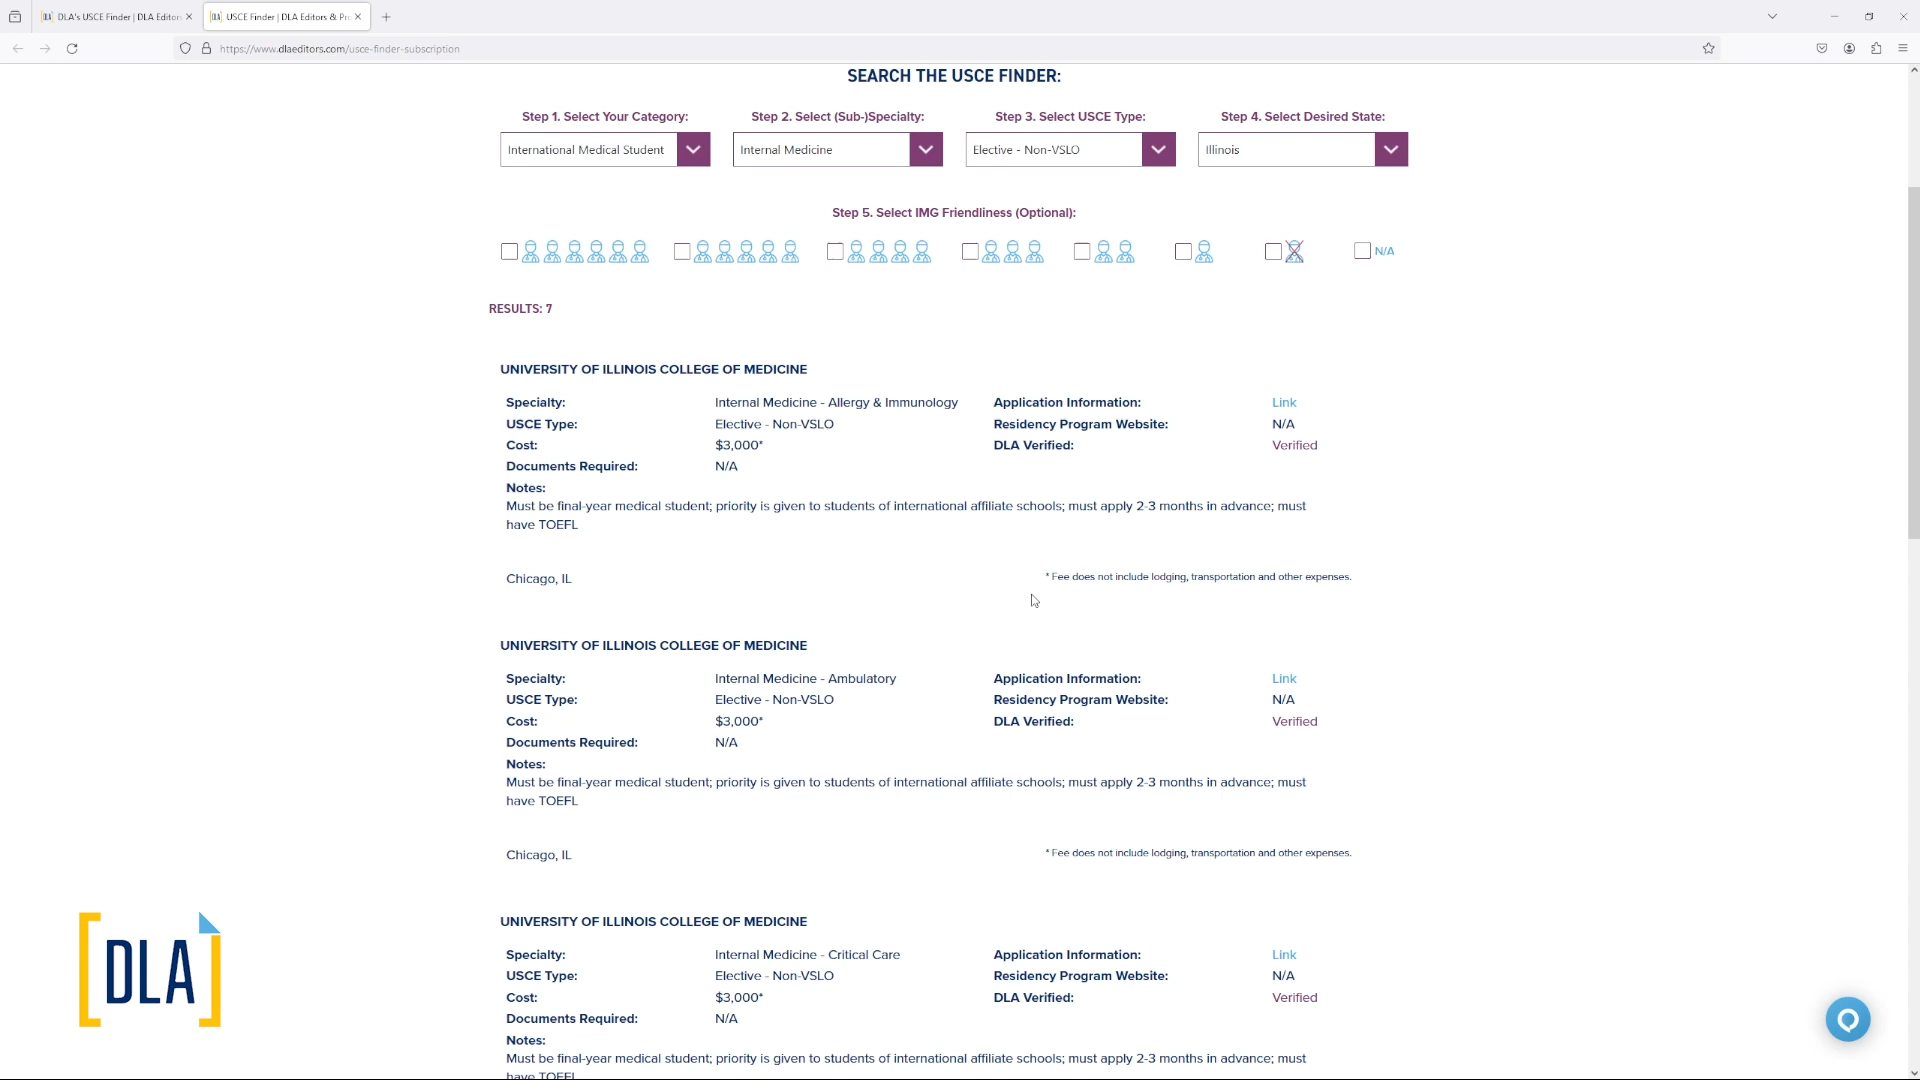 DLA's USCE Finder | DLA Editors
USCE Finder | DLA Editors & Pro
https://www.dlaeditors.com/usce-finder-subscription
SEARCH THE USCE FINDER:
Step 1. Select Your Category:
Step 2. Select (Sub-)Specialty:
Step 3. Select USCE Type:
Step 4. Select Desired State:
International Medical Student
Internal Medicine
Elective - Non-VSLO
Illinois
Step 5. Select IMG Friendliness (Optional):
N/A
RESULTS: 7
UNIVERSITY OF ILLINOIS COLLEGE OF MEDICINE
Specialty: Internal Medicine - Allergy & Immunology Application Information: Link
USCE Type: Elective - Non-VSLO Residency Program Website: N/A
Cost: $3,000* DLA Verified: Verified
Documents Required: N/A
Notes:
Must be final-year medical student; priority is given to students of international affiliate schools; must apply 2-3 months in advance; must
have TOEFL
Chicago, IL * Fee does not include lodging, transportation and other expenses.
UNIVERSITY OF ILLINOIS COLLEGE OF MEDICINE
Specialty: Internal Medicine - Ambulatory Application Information: Link
USCE Type: Elective - Non-VSLO Residency Program Website: N/A
Cost: $3,000* DLA Verified: Verified
Documents Required: N/A
Notes:
Must be final-year medical student; priority is given to students of international affiliate schools; must apply 2-3 months in advance; must
have TOEFL
Chicago, IL * Fee does not include lodging, transportation and other expenses.
UNIVERSITY OF ILLINOIS COLLEGE OF MEDICINE
Specialty: Internal Medicine - Critical Care Application Information: Link
USCE Type: Elective - Non-VSLO Residency Program Website: N/A
Cost: $3,000* DLA Verified: Verified
Documents Required: N/A
Notes:
Must be final-year medical student; priority is given to students of international affiliate schools; must apply 2-3 months in advance; must
have TOEFL
[DLA]